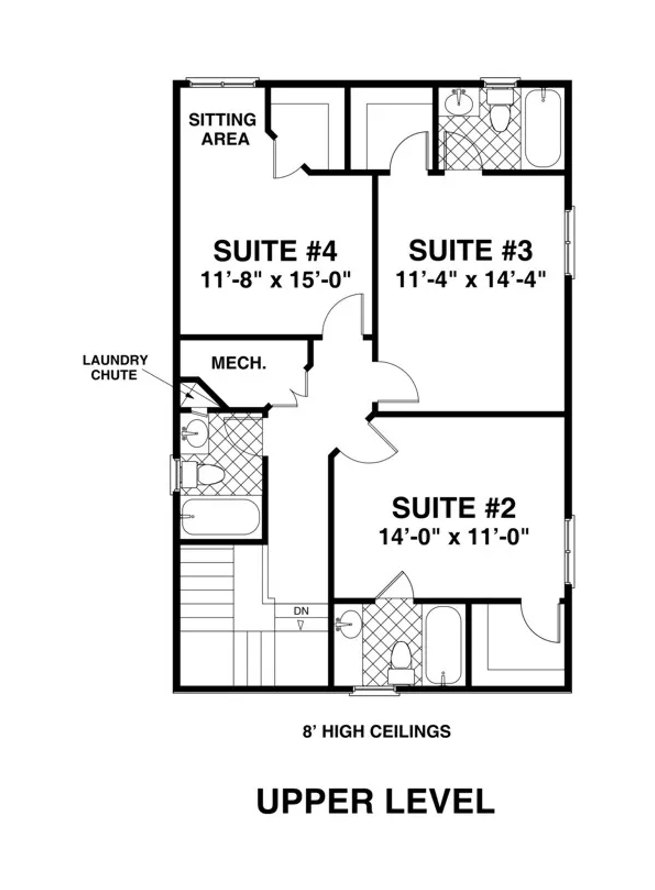 SITTING
AREA
SUITE #4
11’-8" x 15’-0"
SUITE #3
11’-4" x 14’-4"
LAUNDRY
CHUTE
MECH.
SUITE #2
14’-0" x 11’-0"
DN
8’ HIGH CEILINGS
UPPER LEVEL